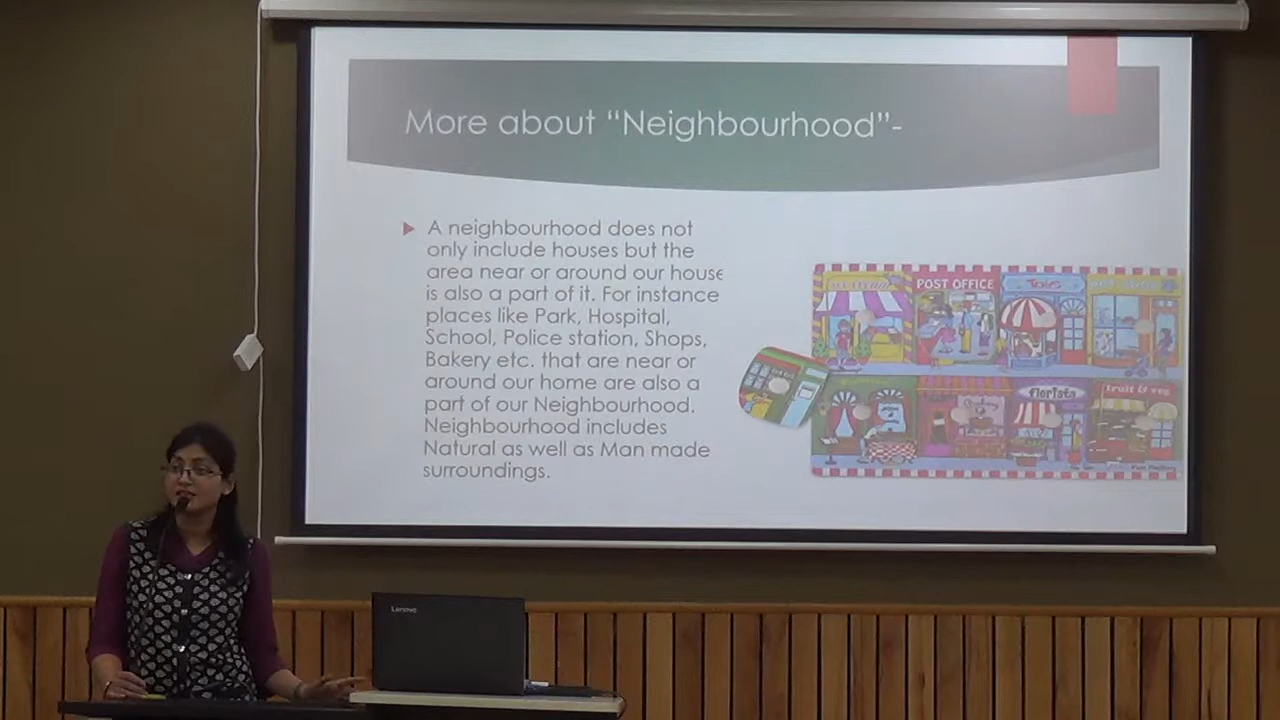 More about “Neighbourhood”-
A neighbourhood does not
only include houses but the
area near or around our house
is also a part of it. For instance
places like Park, Hospital,
School, Police station, Shops,
Bakery etc. that are near or
around our home are also a
part of our Neighbourhood.
Neighbourhood includes
Natural as well as Man made
surroundings.
POST OFFICE
Toys
florists
fruit & veg
Lenovo